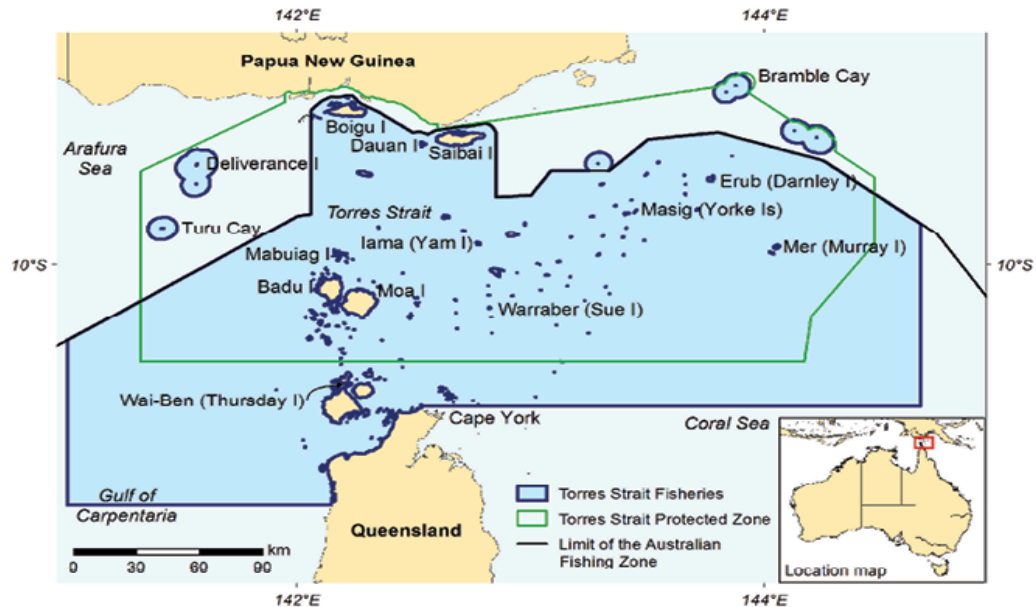 142°E
144°E
Papua New Guinea
Bramble Cay
Boigu I
Dauan I
Saibai I
Arafura
Sea
Deliverance I
Erub (Darnley I)
Masig (Yorke Is)
Turu Cay
Torres Strait
Iama (Yam I)
Mer (Murray I)
Mabuiag I
10°S
10°S
Badu I
Moa I
Warraber (Sue I)
Wai-Ben (Thursday I)
Cape York
Coral Sea
Gulf of
Carpentaria
Queensland
Torres Strait Fisheries
Torres Strait Protected Zone
Limit of the Australian
Fishing Zone
km
0 30 60 90
Location map
142°E
144°E